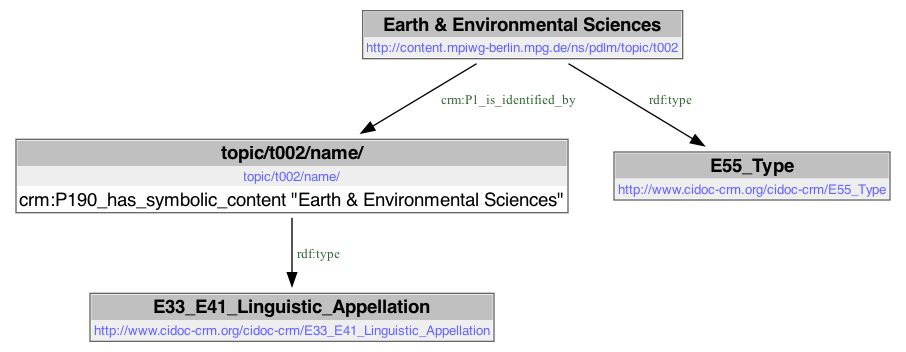 Earth & Environmental Sciences
http://content.mpiwg-berlin.mpg.de/ns/pdlm/topic/t002
crm:P1_is_identified_by
rdf:type
topic/t002/name/
topic/t002/name/
crm:P190_has_symbolic_content "Earth & Environmental Sciences"
E55_Type
http://www.cidoc-crm.org/cidoc-crm/E55_Type
rdf:type
E33_E41_Linguistic_Appellation
http://www.cidoc-crm.org/cidoc-crm/E33_E41_Linguistic_Appellation